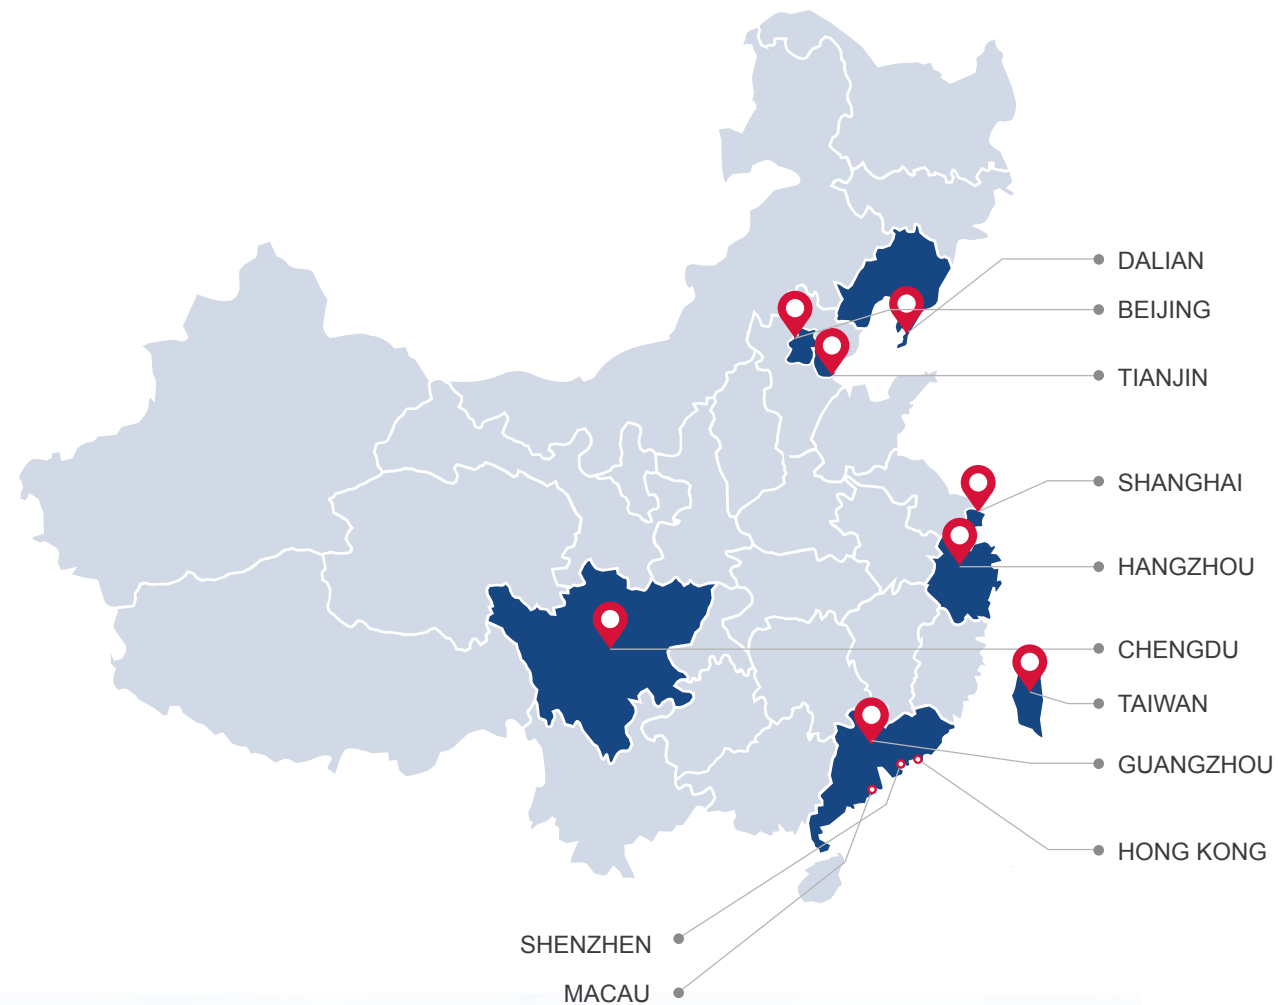 DALIAN
BEIJING
TIANJIN
SHANGHAI
HANGZHOU
CHENGDU
TAIWAN
GUANGZHOU
HONG KONG
SHENZHEN
MACAU